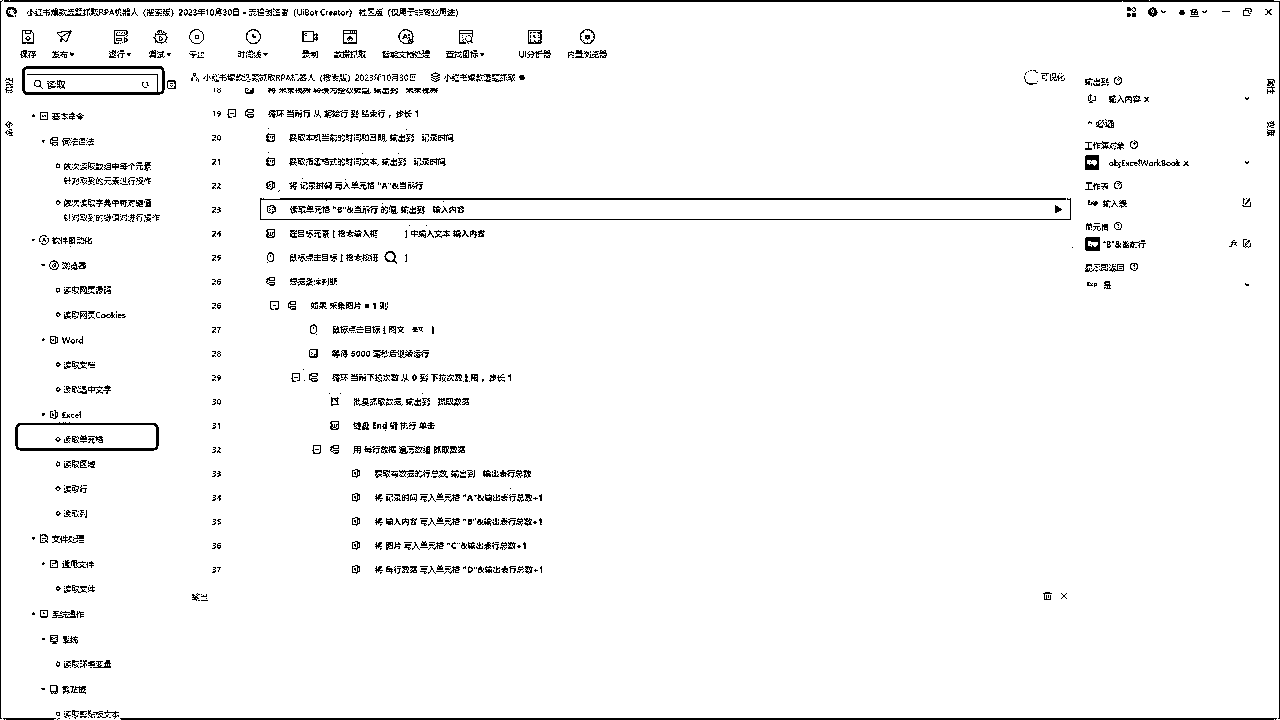 小红书爆款选题抓取RPA机器人（搜索版）2023年10月30日 - 流程创造者（UiBot Creator） 社区版（仅用于非商业用途）
保存 发布 运行 调试 停止 时间线 录制 数据抓取 智能文档处理 查找图标 UI分析器 内置浏览器
读取
小红书爆款选题抓取RPA机器人（搜索版）2023年10月30日
小红书爆款选题抓取
可视化
基本命令
词法语法
依次读取数组中每个元素
针对取到的元素进行操作
依次读取字典中每对键值
针对取到的键值对进行操作
软件自动化
浏览器
读取网页源码
读取网页Cookies
Word
读取文档
读取选中文字
Excel
读取单元格
读取区域
读取行
读取列
文件处理
通用文件
读取文件
系统操作
系统
读取环境变量
剪贴板
读取剪贴板文本
18
19 循环 当前行 从 起始行 到 结束行，步长 1
20 获取本机当前的时间和日期, 输出到 记录时间
21 获取指定格式的时间文本, 输出到 记录时间
22 将 记录时间 写入单元格 "A"&当前行
23 读取单元格 "B"&当前行 的值, 输出到 输入内容
24 在目标元素 [ 搜索输入框 ] 中输入文本 输入内容
25 鼠标点击目标 [ 搜索按钮 ]
26 根据条件判断
26 如果 采集图片 = 1 则
27 鼠标点击目标 [ 图文 ]
28 等待 5000 毫秒后继续运行
29 循环 当前下拉次数 从 0 到 下拉次数上限，步长 1
30 批量抓取数据, 输出到 抓取数据
31 键盘 End 键 执行 单击
32 用 每行数据 遍历数组 抓取数据
33 获取有数据的行总数, 输出到 输出表行总数
34 将 记录时间 写入单元格 "A"&输出表行总数+1
35 将 输入内容 写入单元格 "B"&输出表行总数+1
36 将 图片 写入单元格 "C"&输出表行总数+1
37 将 每行数据 写入单元格 "D"&输出表行总数+1
输出
输出到
输入内容 x
必选
工作簿对象
objExcelWorkBook x
工作表
Exp 输入表
单元格
Exp "B"&当前行
显示即返回
Exp 是